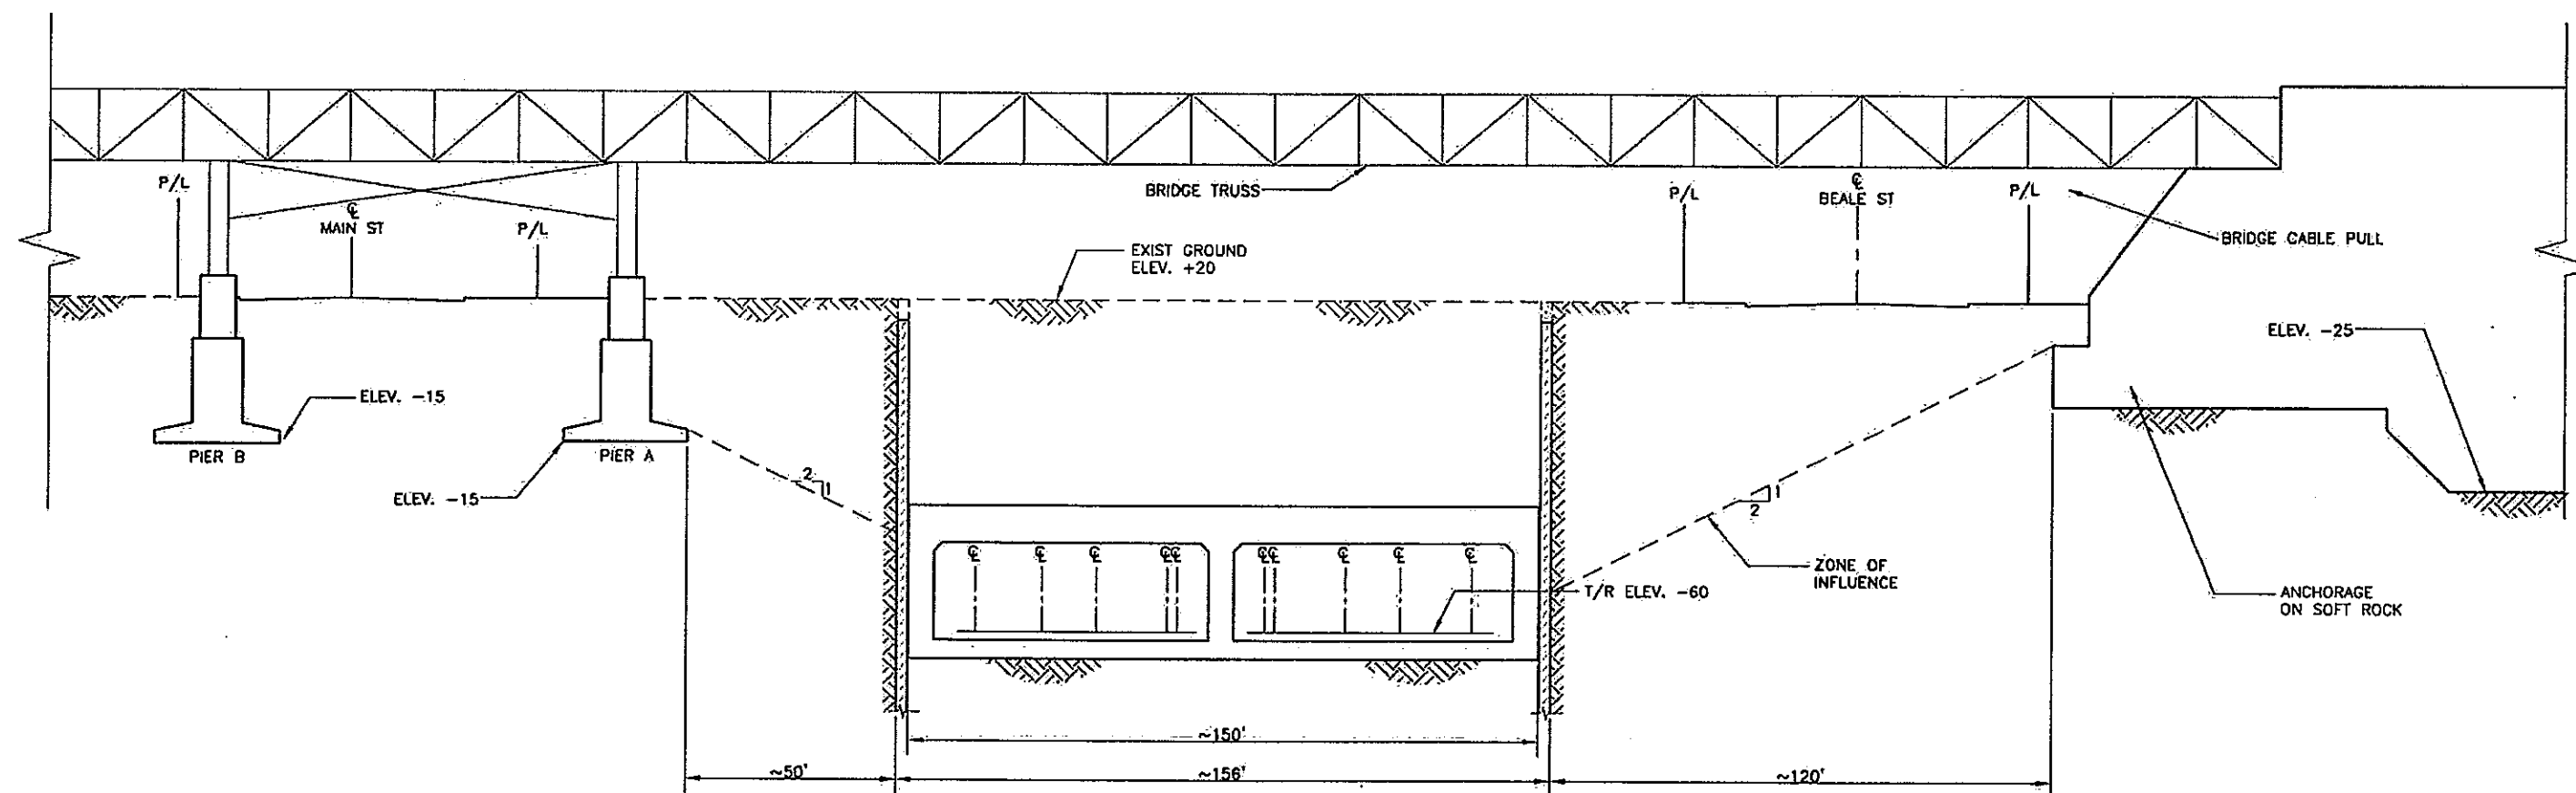 P/L
℄
MAIN ST
P/L
BRIDGE TRUSS
P/L
℄
BEALE ST
P/L
BRIDGE CABLE PULL
EXIST GROUND
ELEV. +20
ELEV. -25
ELEV. -15
PIER B
PIER A
ELEV. -15
2
1
1
2
℄ ℄ ℄ ℄℄ ℄℄ ℄ ℄ ℄
T/R ELEV. -60
ZONE OF
INFLUENCE
ANCHORAGE
ON SOFT ROCK
~150'
~50'
~156'
~120'